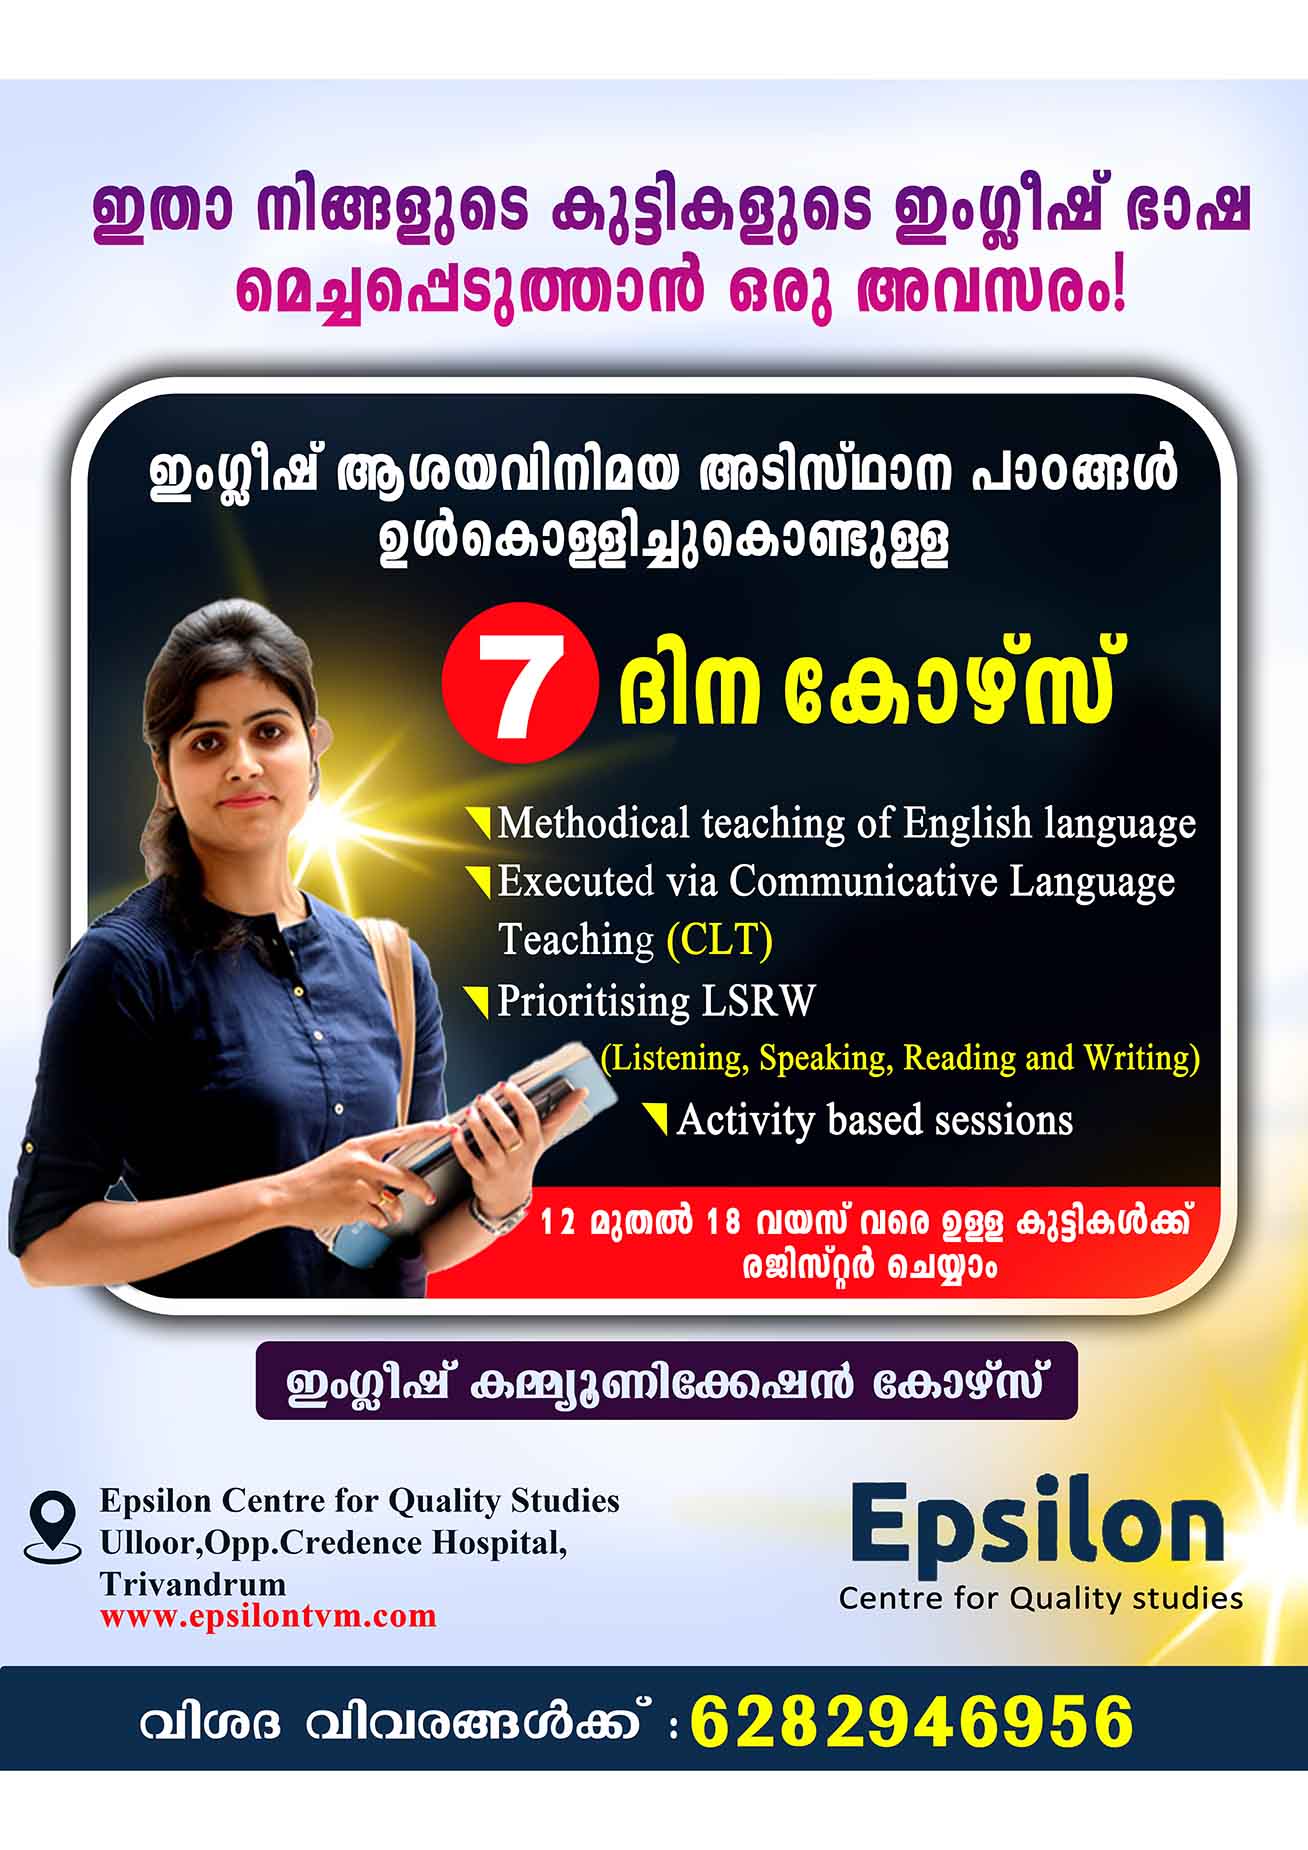 ഇതാ നിങ്ങളുടെ കുട്ടികളുടെ ഇംഗ്ലീഷ് ഭാഷ
മെച്ചപ്പെടുത്താൻ ഒരു അവസരം!
ഇംഗ്ലീഷ് ആശയവിനിമയ അടിസ്ഥാന പാഠങ്ങൾ
ഉൾകൊള്ളിച്ചുകൊണ്ടുള്ള
7 ദിന കോഴ്സ്
Methodical teaching of English language
Executed via Communicative Language
Teaching (CLT)
Prioritising LSRW
(Listening, Speaking, Reading and Writing)
Activity based sessions
12 മുതൽ 18 വയസ് വരെ ഉള്ള കുട്ടികൾക്ക്
രജിസ്റ്റർ ചെയ്യാം
ഇംഗ്ലീഷ് കമ്മ്യൂണിക്കേഷൻ കോഴ്സ്
Epsilon Centre for Quality Studies
Ulloor,Opp.Credence Hospital,
Trivandrum
www.epsilontvm.com
Epsilon
Centre for Quality studies
വിശദ വിവരങ്ങൾക്ക് : 6282946956